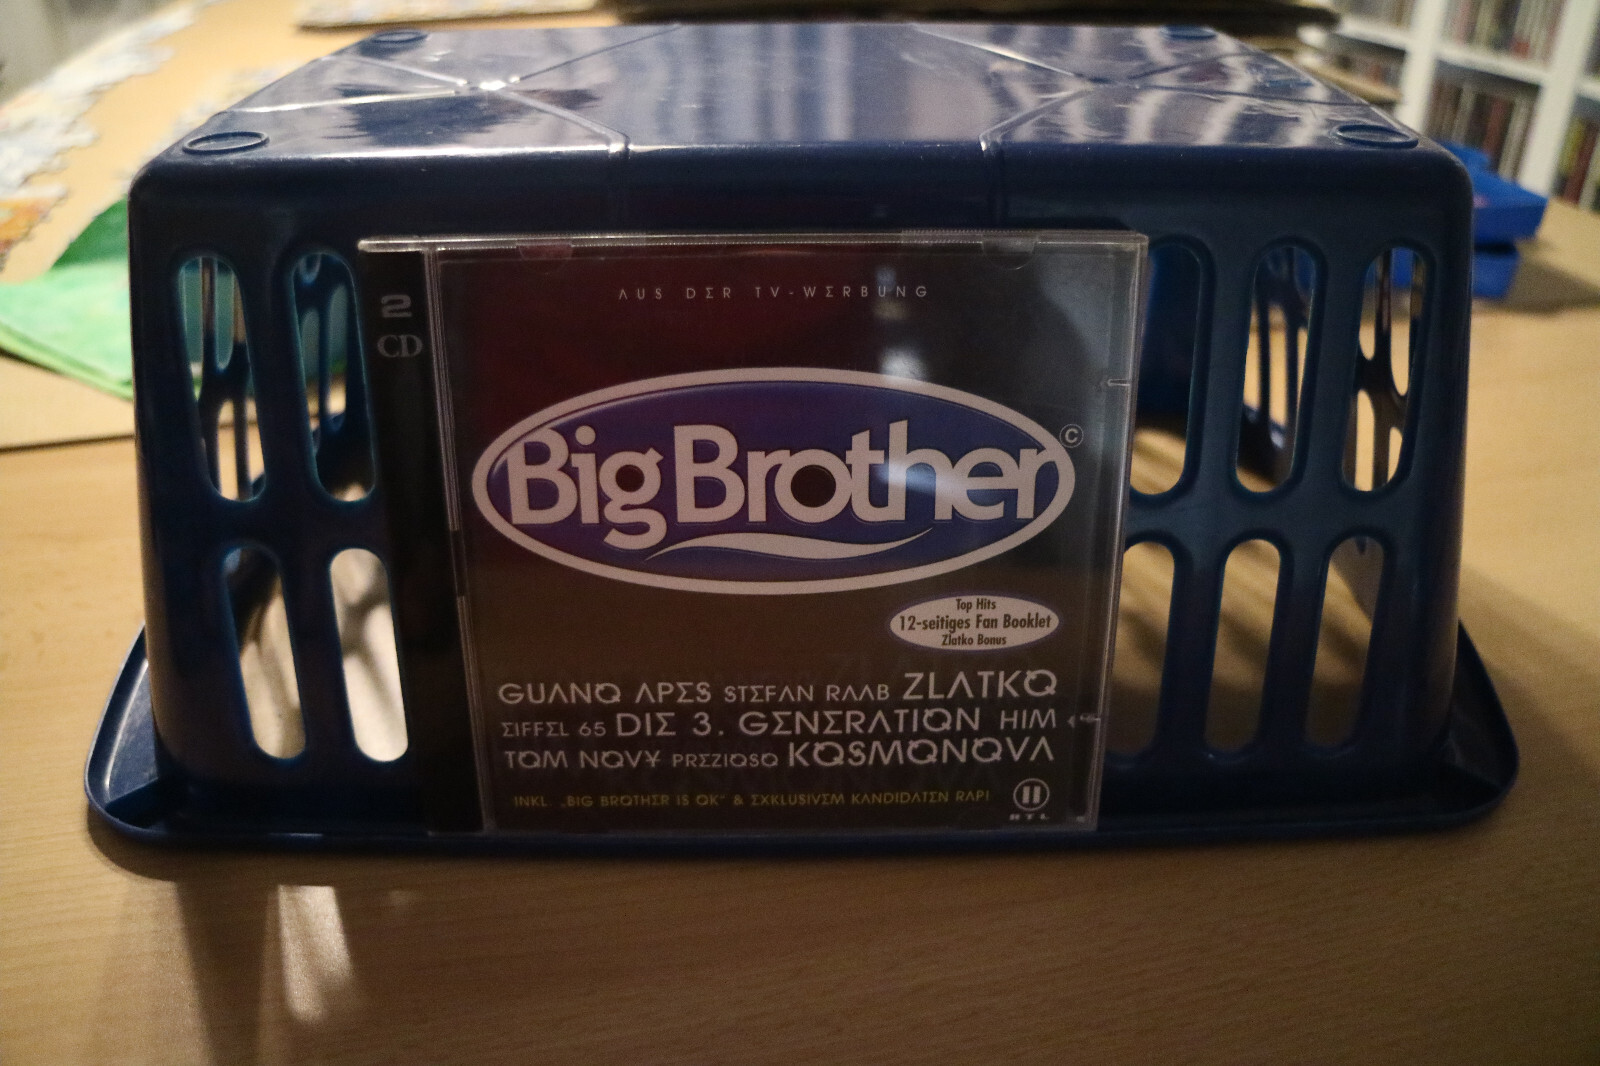 2
CD
AUS DER TV-WERBUNG
Big Brother
©
Top Hits
12-seitiges Fan Booklet
Zlatko Bonus
GUANO APES STEFAN RAAB ZLATKO
EIFFEL 65 DIE 3. GENERATION HIM
TOM NOVY PREZIOSO KOSMONOVA
INKL. „BIG BROTHER IS OK“ & EXKLUSIVEM KANDIDATEN RAP!
II
RTL